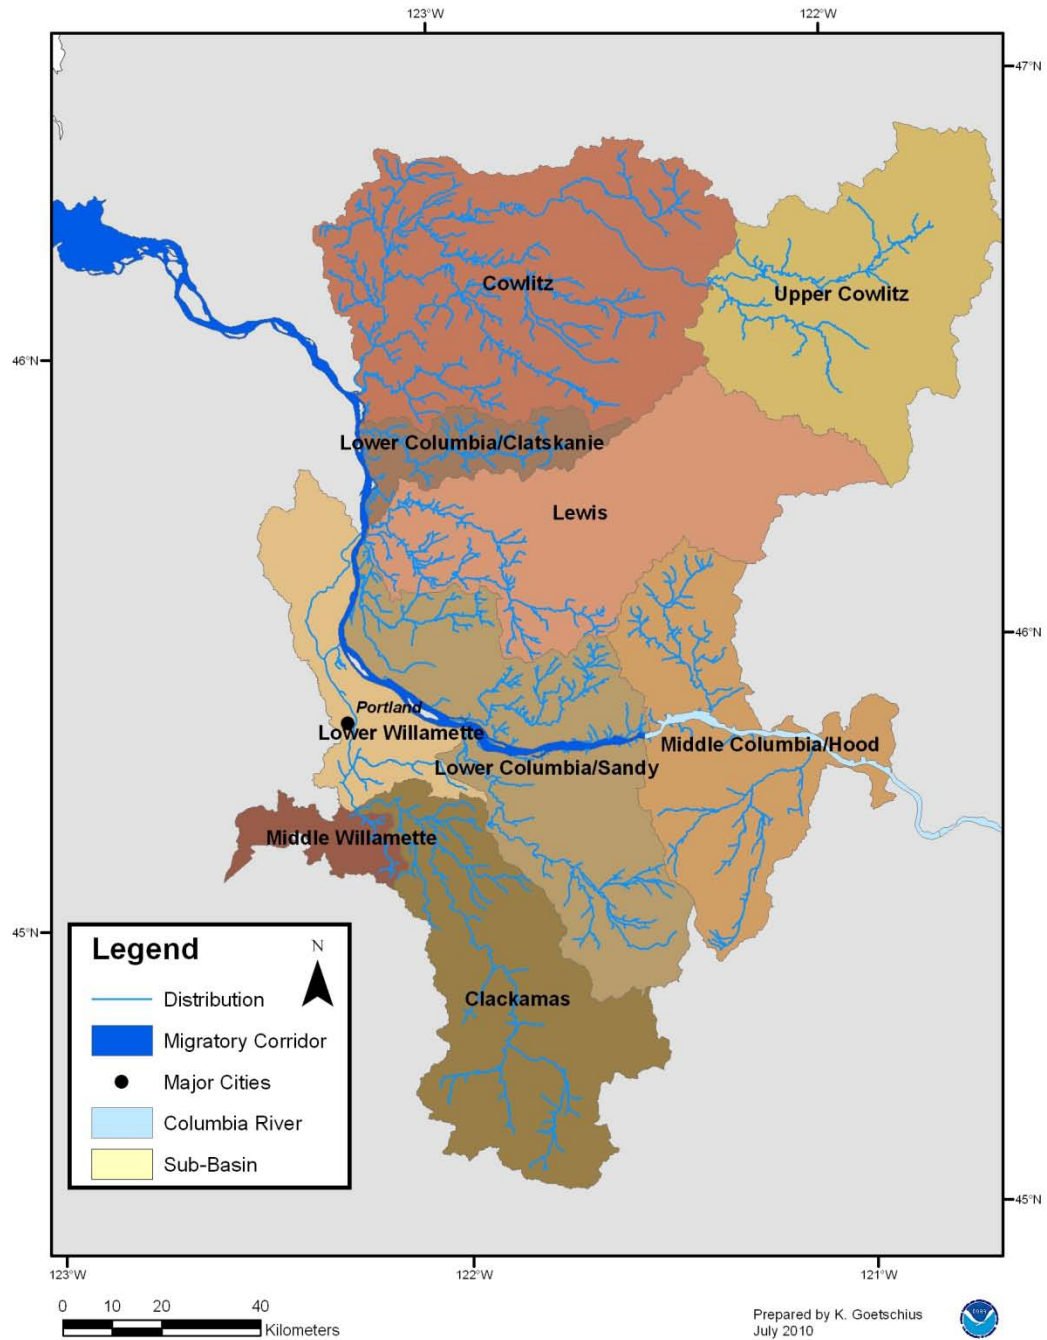 123°W 122°W
47°N
Cowlitz
Upper Cowlitz
46°N
Lower Columbia/Clatskanie
Lewis
46°N
Portland
Lower Willamette
Middle Columbia/Hood
Lower Columbia/Sandy
Middle Willamette
45°N
Legend
N
Distribution
Clackamas
Migratory Corridor
Major Cities
Columbia River
Sub-Basin
45°N
123°W 122°W 121°W
0 10 20 40
Kilometers
Prepared by K. Goetschius
July 2010
NOAA